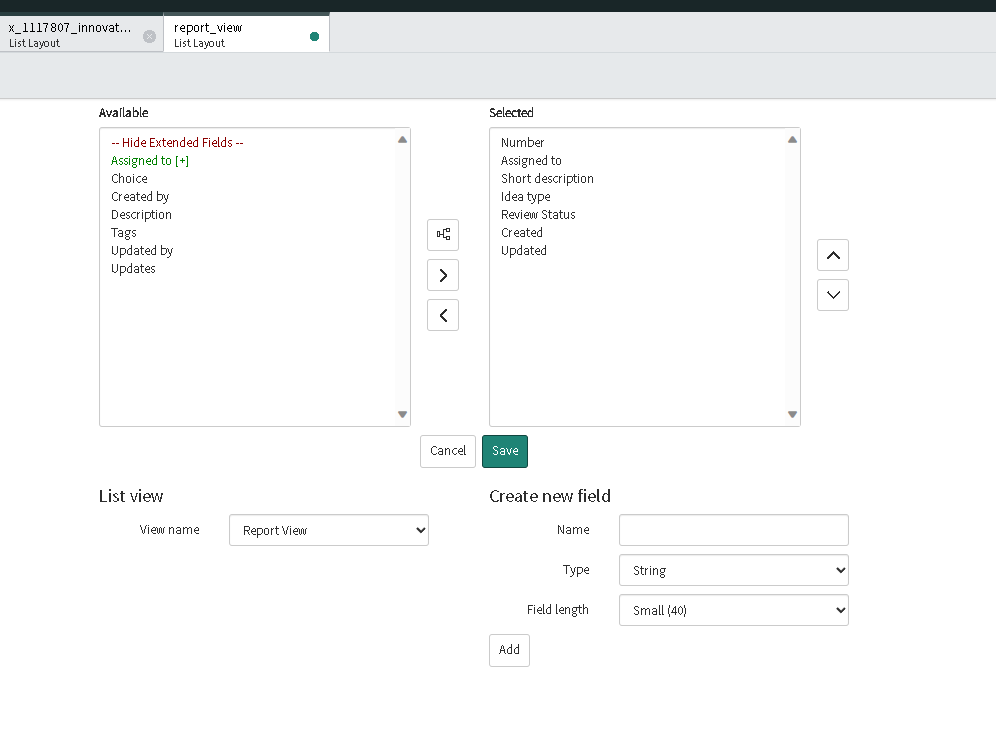 x_1117807_innovat...
List Layout
report_view
List Layout
Available
-- Hide Extended Fields --
Assigned to [+]
Choice
Created by
Description
Tags
Updated by
Updates
Selected
Number
Assigned to
Short description
Idea type
Review Status
Created
Updated
Cancel
Save
List view
View name
Report View
Create new field
Name
Type
String
Field length
Small (40)
Add